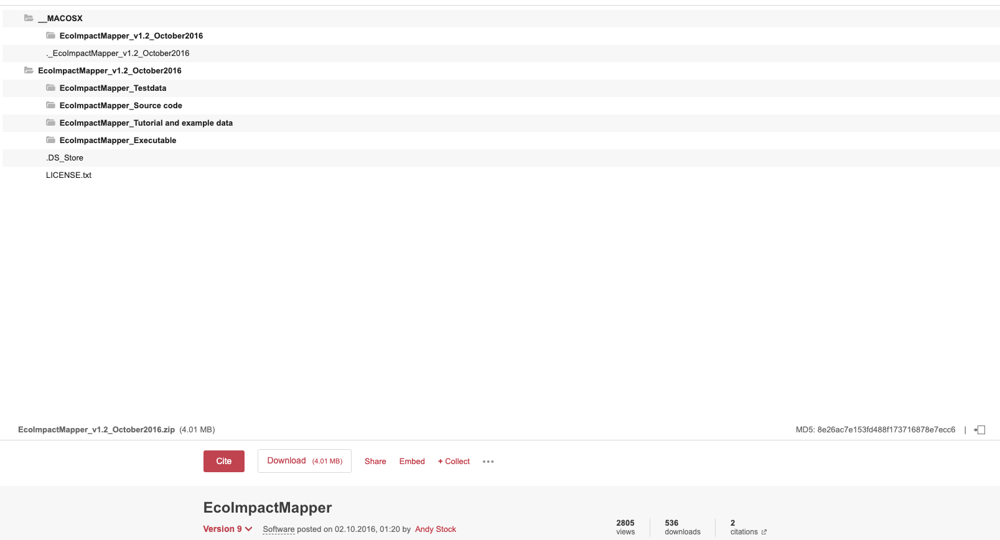 __MACOSX
EcoImpactMapper_v1.2_October2016
._EcoImpactMapper_v1.2_October2016
EcoImpactMapper_v1.2_October2016
EcoImpactMapper_Testdata
EcoImpactMapper_Source code
EcoImpactMapper_Tutorial and example data
EcoImpactMapper_Executable
.DS_Store
LICENSE.txt
EcoImpactMapper_v1.2_October2016.zip (4.01 MB) MD5: 8e26ac7e153fd488f173716878e7ecc6 |
Cite Download (4.01 MB) Share Embed + Collect •••
EcoImpactMapper
Version 9 Software posted on 02.10.2016, 01:20 by Andy Stock
2805 536 2
views downloads citations